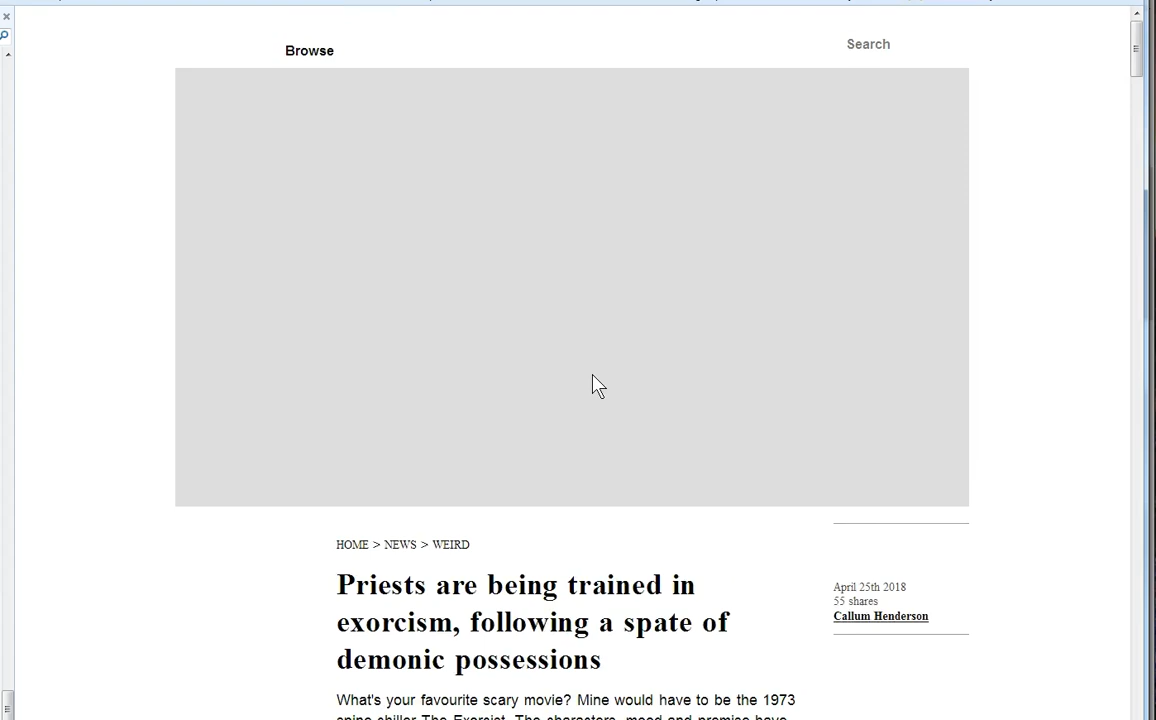 Browse
Search
HOME > NEWS > WEIRD
Priests are being trained in
exorcism, following a spate of
demonic possessions
April 25th 2018
55 shares
Callum Henderson
What's your favourite scary movie? Mine would have to be the 1973
spine chiller The Exorcist. The characters, mood and premise have